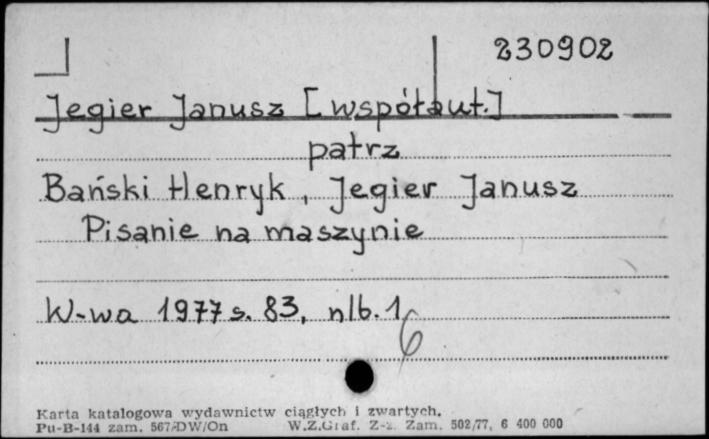 230902
Jegier Janusz [współaut.]
patrz
Bański Henryk, Jegier Janusz
Pisanie na maszynie
W-wa 1977 s. 83, nlb. 1
6
Karta katalogowa wydawnictw ciągłych i zwartych.
Pu-B-144 zam. 567/DW/On W.Z.Graf. Z-z. Zam. 502/77, 6 400 000